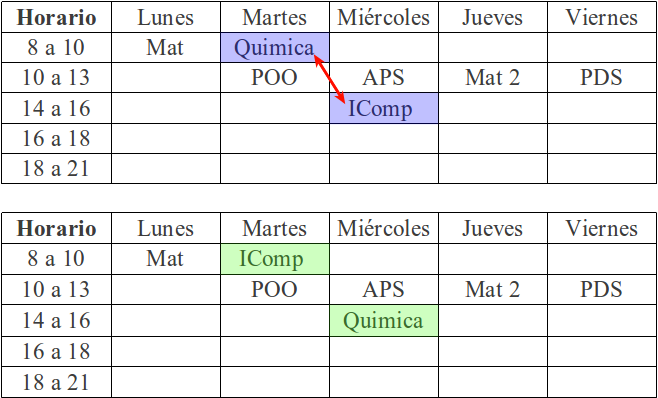 Horario Lunes Martes Miércoles Jueves Viernes
8 a 10 Mat Quimica
10 a 13 POO APS Mat 2 PDS
14 a 16 IComp
16 a 18
18 a 21
Horario Lunes Martes Miércoles Jueves Viernes
8 a 10 Mat IComp
10 a 13 POO APS Mat 2 PDS
14 a 16 Quimica
16 a 18
18 a 21